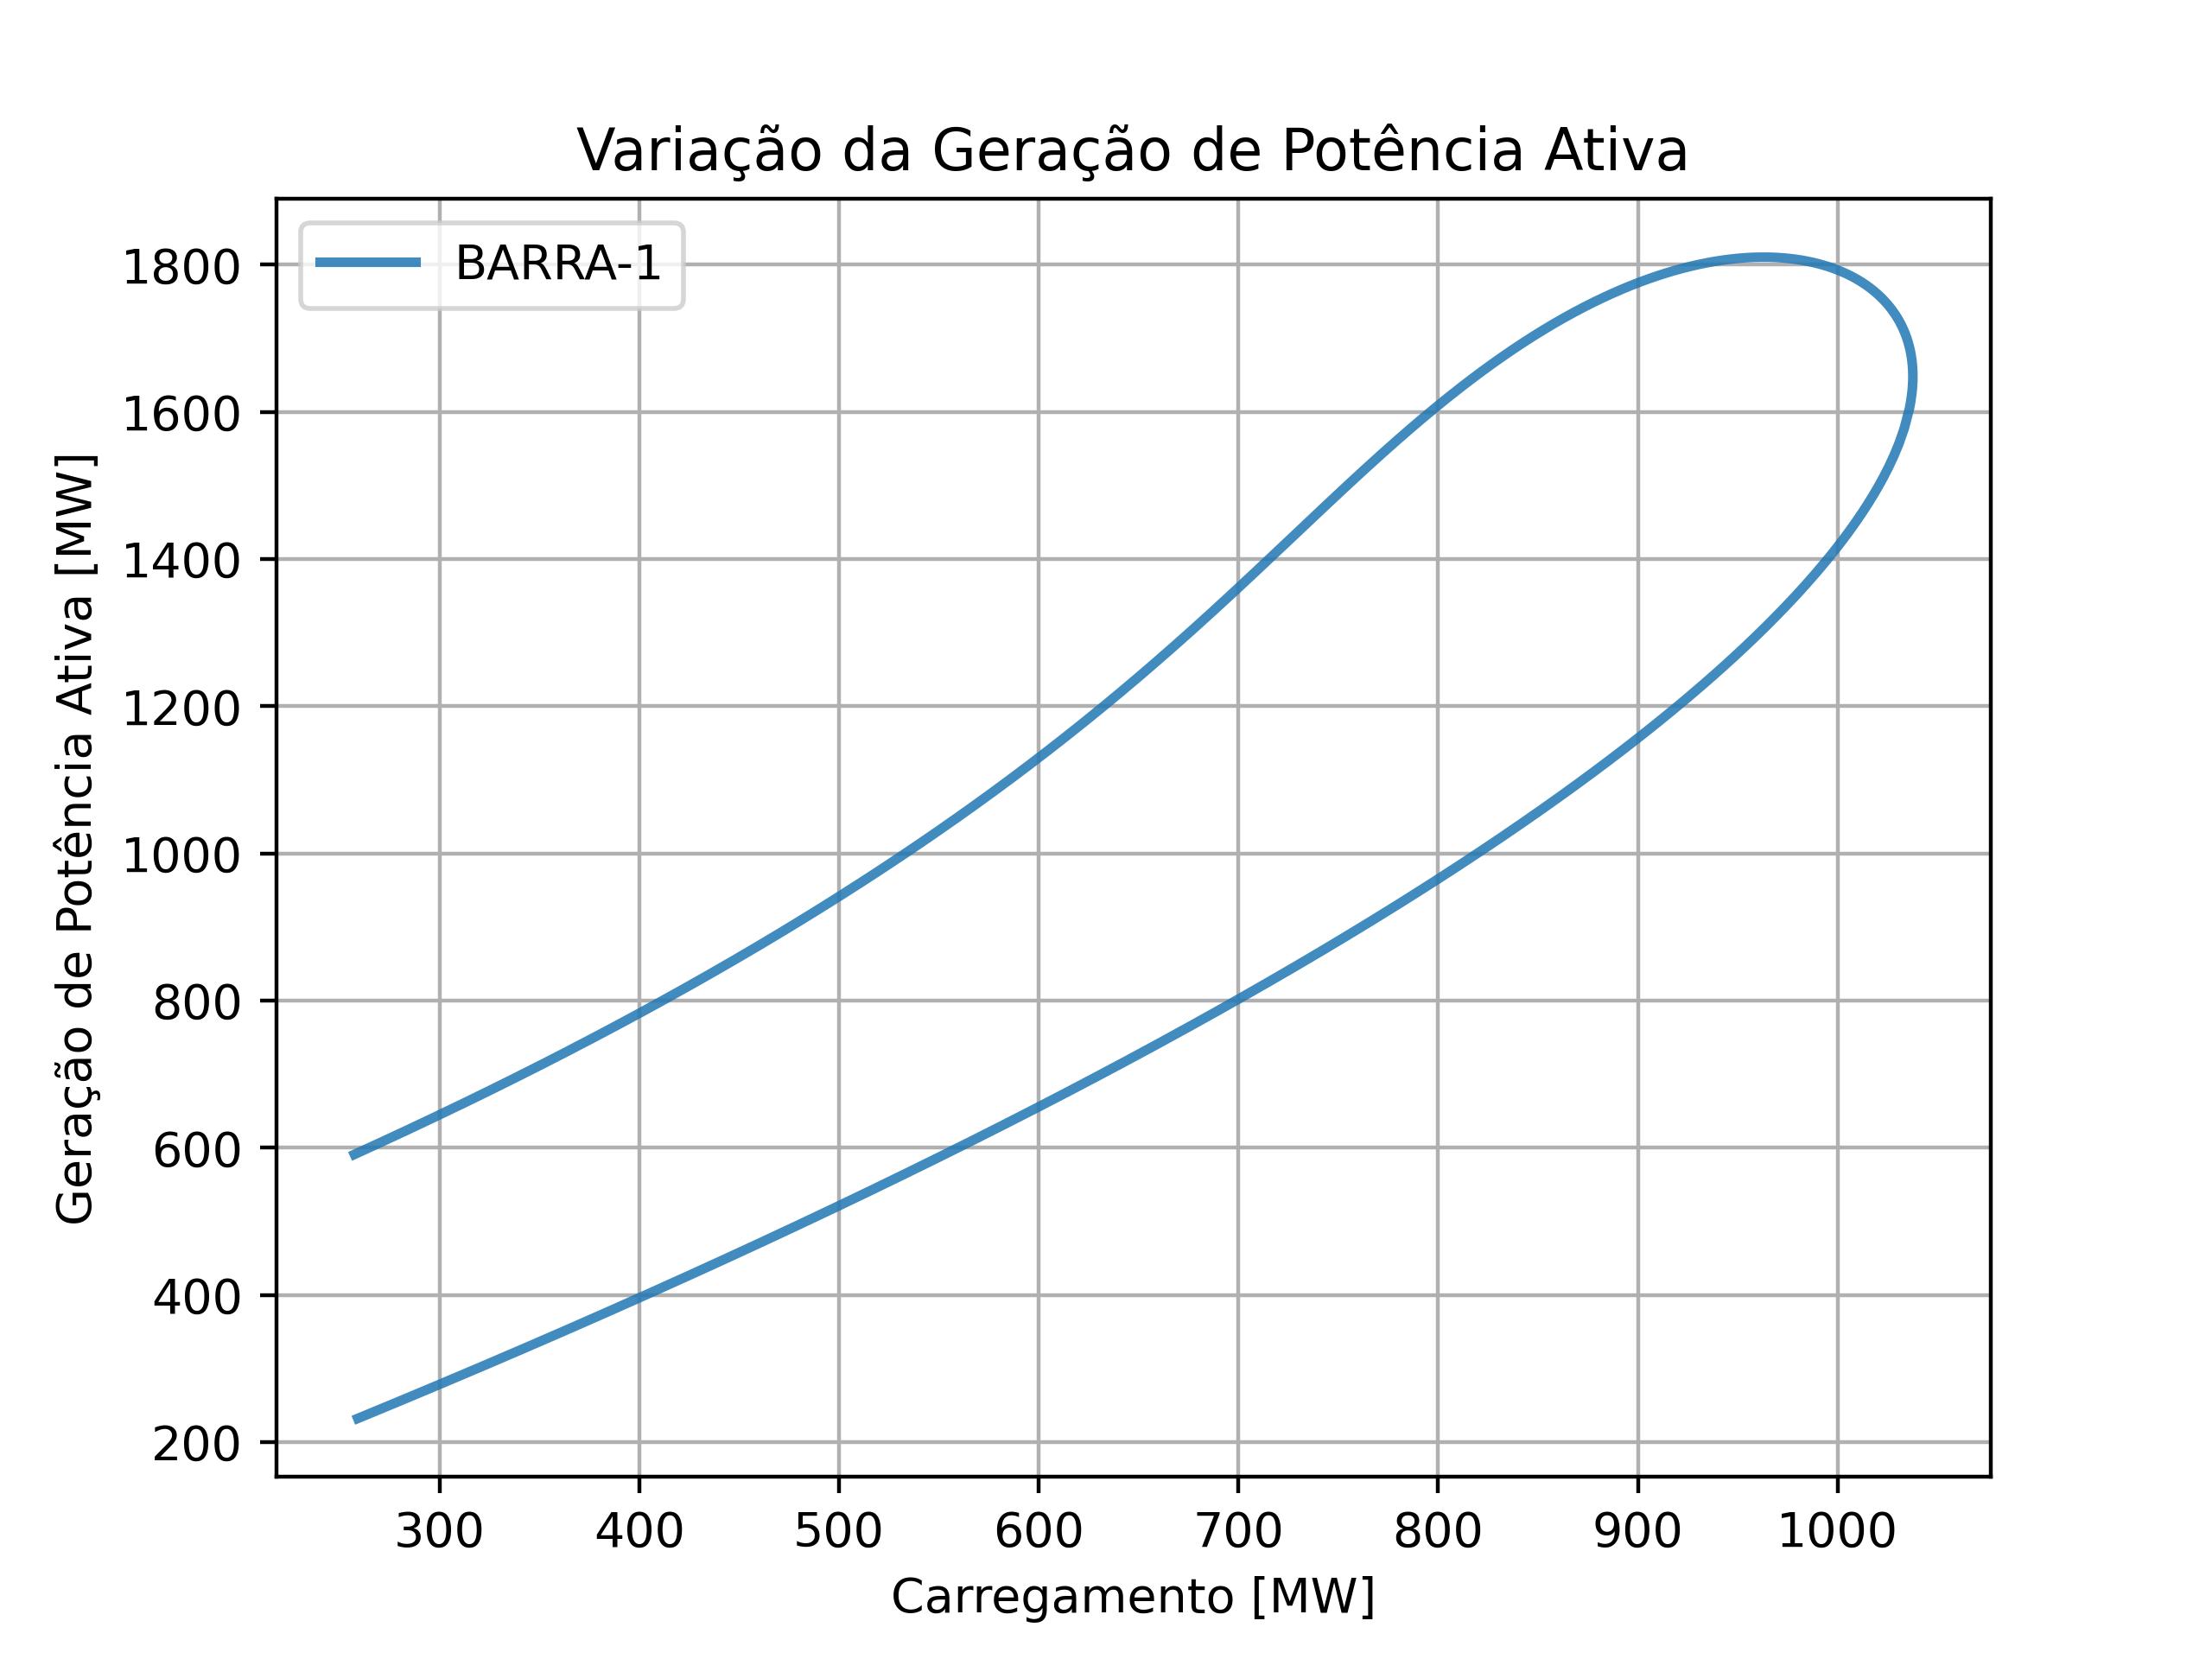 Variação da Geração de Potência Ativa
BARRA-1
Geração de Potência Ativa [MW]
1800
1600
1400
1200
1000
800
600
400
200
300 400 500 600 700 800 900 1000
Carregamento [MW]